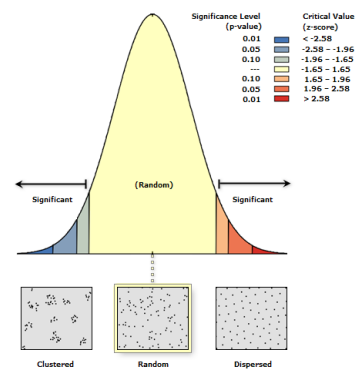 Significance Level
(p-value)
Critical Value
(z-score)
0.01 < -2.58
0.05 -2.58 – -1.96
0.10 -1.96 – -1.65
--- -1.65 – 1.65
0.10 1.65 – 1.96
0.05 1.96 – 2.58
0.01 > 2.58
(Random)
Significant Significant
Clustered Random Dispersed